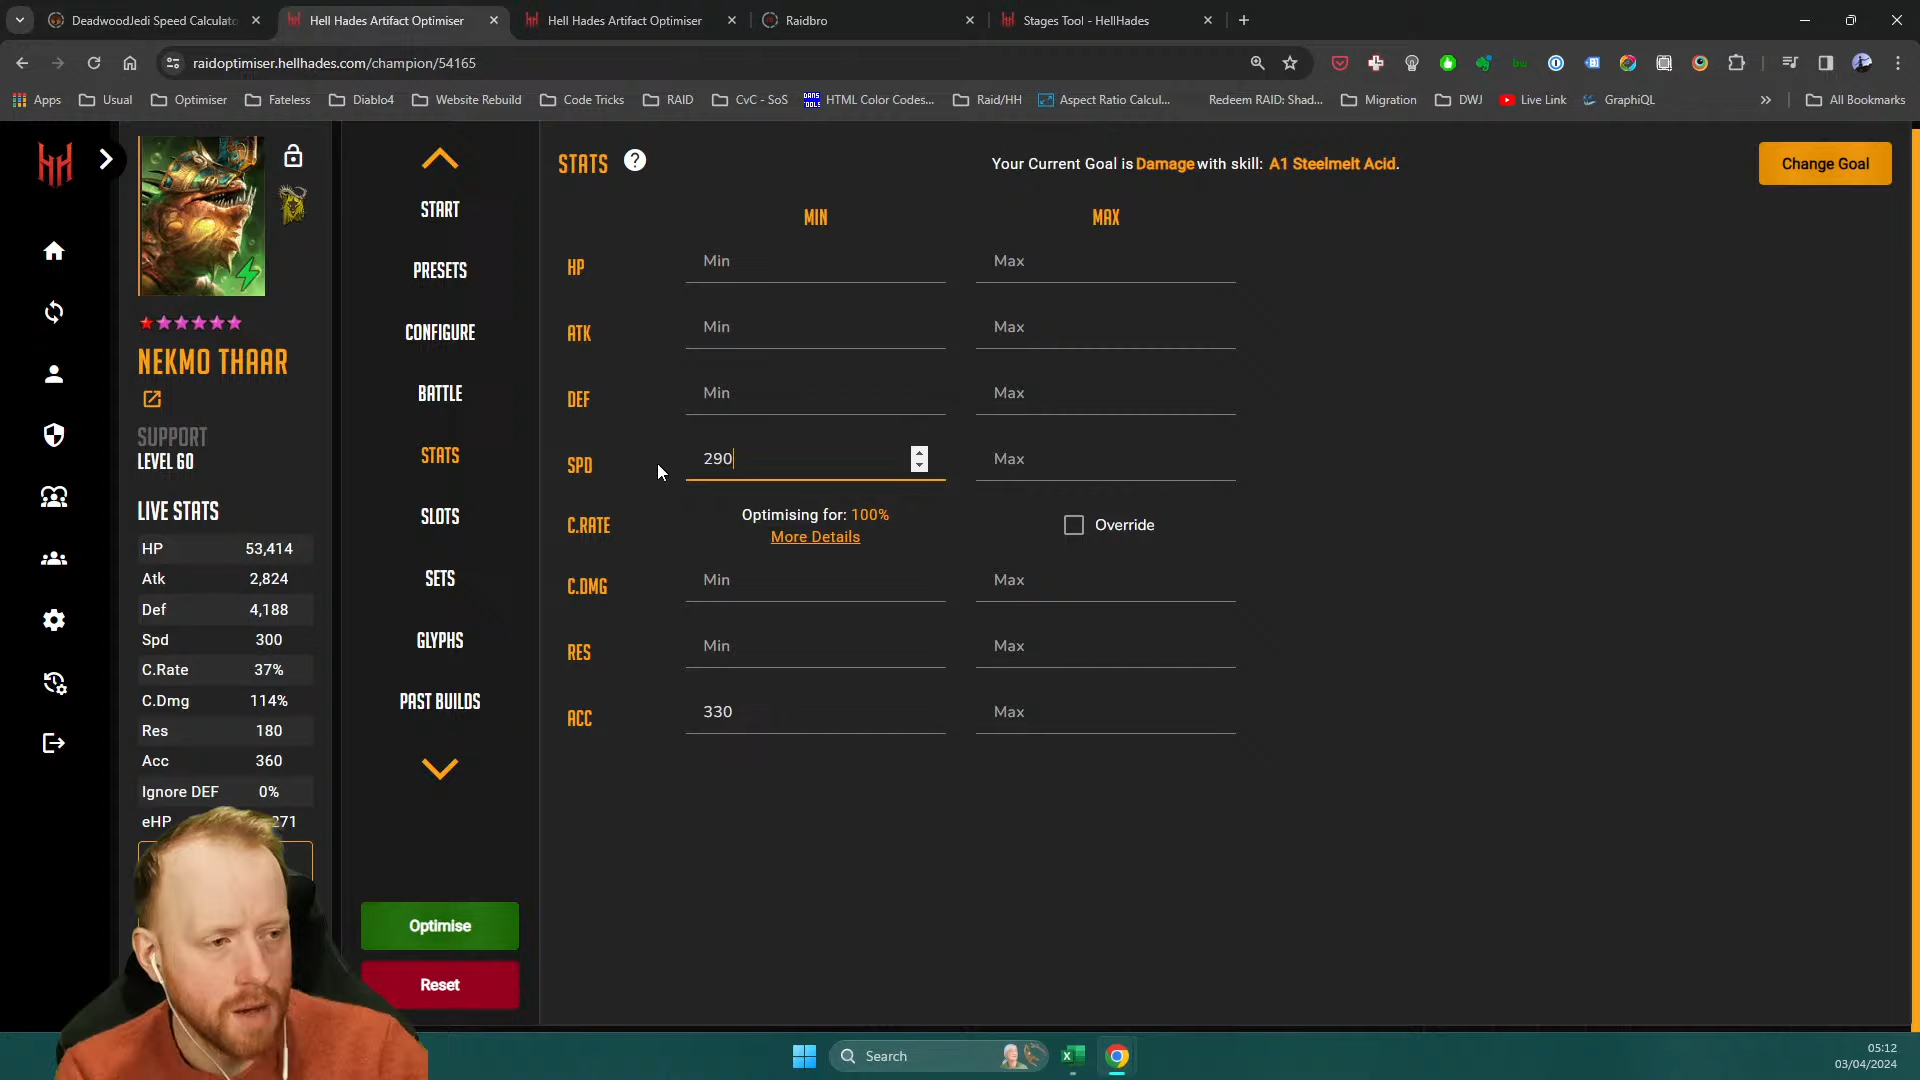 DeadwoodJedi Speed Calculato
Hell Hades Artifact Optimiser
Hell Hades Artifact Optimiser
Raidbro
Stages Tool - HellHades
raidoptimiser.hellhades.com/champion/54165
Apps
Usual
Optimiser
Fateless
Diablo4
Website Rebuild
Code Tricks
RAID
CvC - SoS
HTML Color Codes...
Raid/HH
Aspect Ratio Calcul...
Redeem RAID: Shad...
Migration
DWJ
Live Link
GraphiQL
All Bookmarks
NEKMO THAAR
SUPPORT
LEVEL 60
LIVE STATS
HP 53,414
Atk 2,824
Def 4,188
Spd 300
C.Rate 37%
C.Dmg 114%
Res 180
Acc 360
Ignore DEF 0%
eHP 271
START
PRESETS
CONFIGURE
BATTLE
STATS
SLOTS
SETS
GLYPHS
PAST BUILDS
Optimise
Reset
STATS
Your Current Goal is Damage with skill: A1 Steelmelt Acid.
Change Goal
MIN MAX
HP Min Max
ATK Min Max
DEF Min Max
SPD 290 Max
C.RATE Optimising for: 100% Override
More Details
C.DMG Min Max
RES Min Max
ACC 330 Max
Search
05:12
03/04/2024